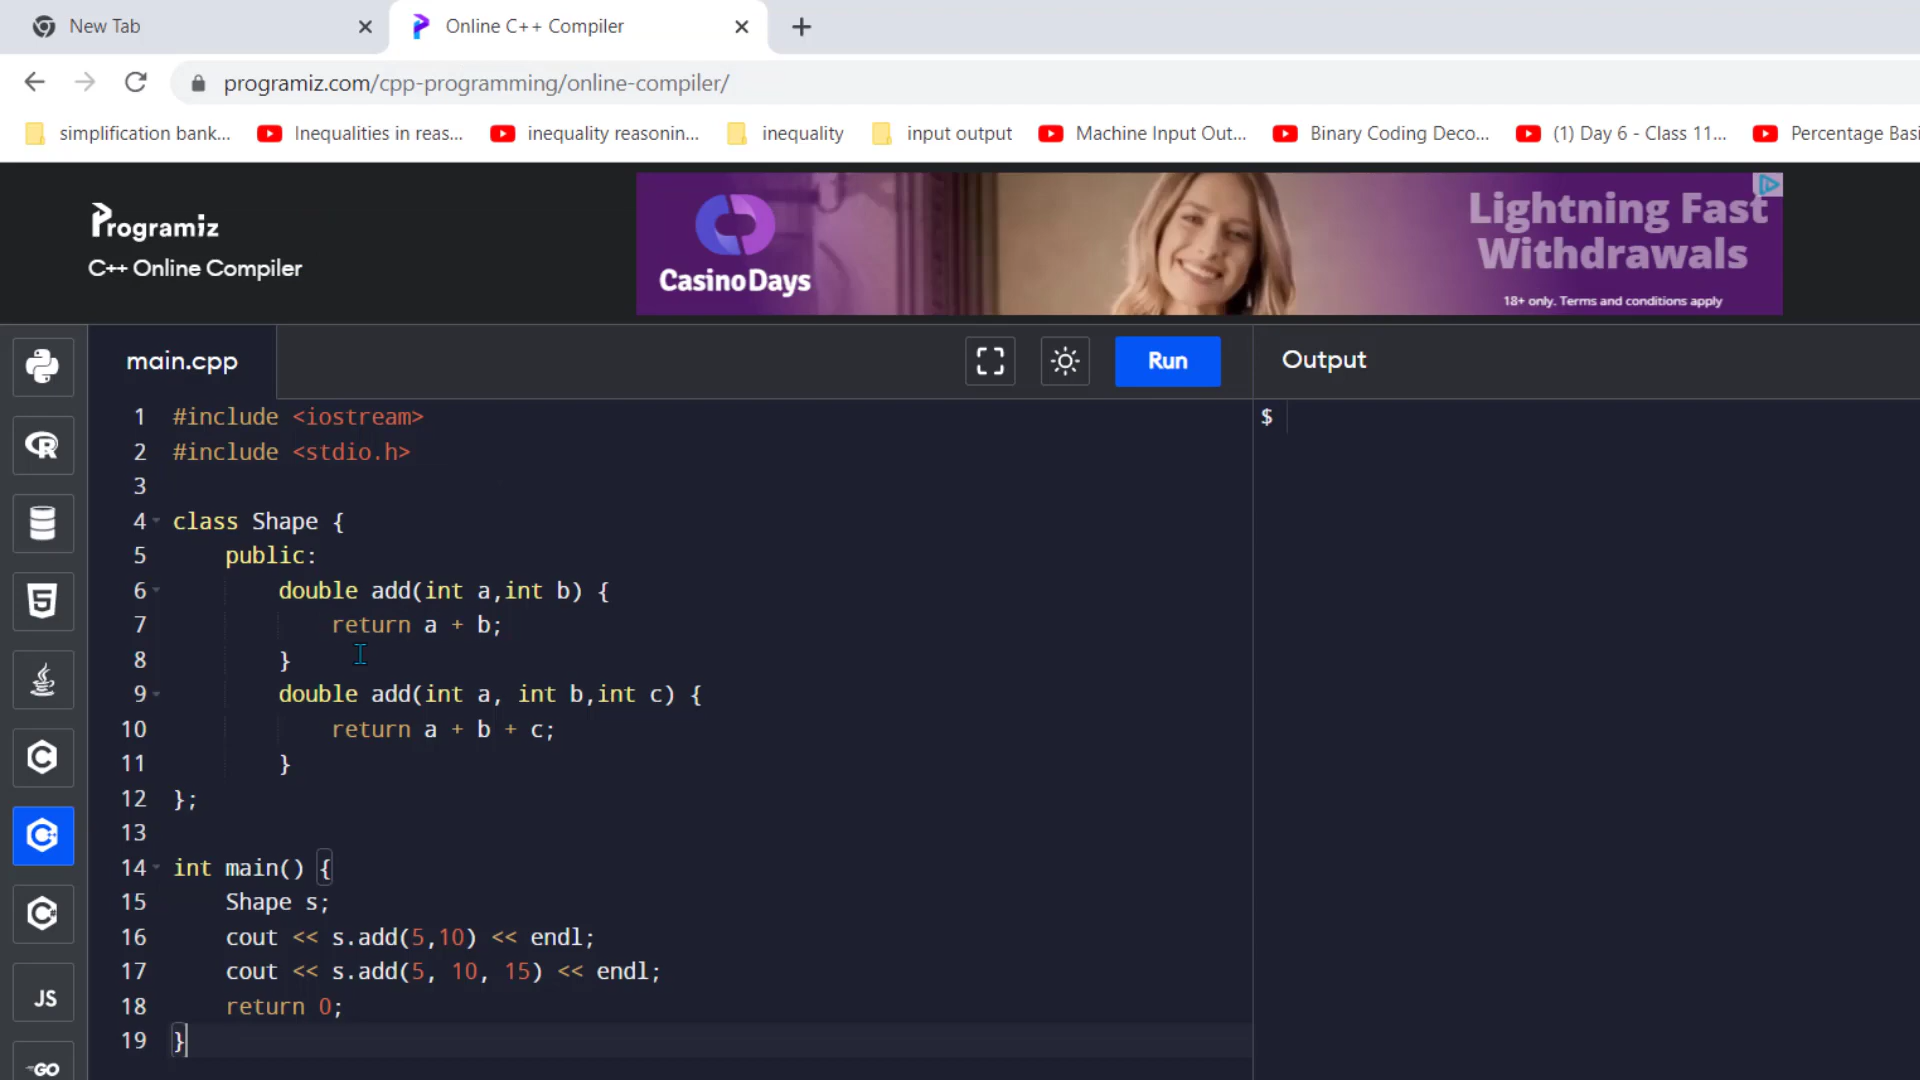 New Tab
Online C++ Compiler
programiz.com/cpp-programming/online-compiler/
simplification bank...
Inequalities in reas...
inequality reasonin...
inequality
input output
Machine Input Out...
Binary Coding Deco...
(1) Day 6 - Class 11...
Percentage Basi
Programiz
C++ Online Compiler
CasinoDays
Lightning Fast
Withdrawals
18+ only. Terms and conditions apply
main.cpp
Run
Output
1 #include <iostream>
2 #include <stdio.h>
3
4 class Shape {
5 public:
6 double add(int a,int b) {
7 return a + b;
8 }
9 double add(int a, int b,int c) {
10 return a + b + c;
11 }
12 };
13
14 int main() {
15 Shape s;
16 cout << s.add(5,10) << endl;
17 cout << s.add(5, 10, 15) << endl;
18 return 0;
19 }
$
R
5
C
C
C
JS
GO